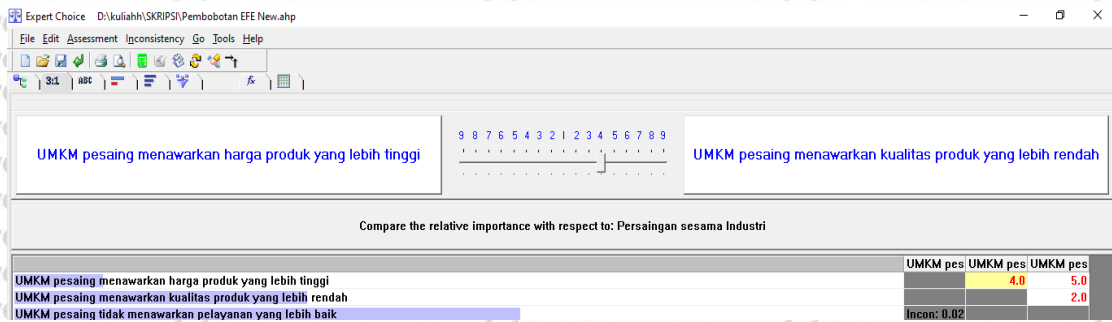 Expert Choice D:\kuliahh\SKRIPSI\Pembobotan EFE New.ahp
File Edit Assessment Inconsistency Go Tools Help
3:1 ABC fx
9 8 7 6 5 4 3 2 1 2 3 4 5 6 7 8 9
UMKM pesaing menawarkan harga produk yang lebih tinggi UMKM pesaing menawarkan kualitas produk yang lebih rendah
Compare the relative importance with respect to: Persaingan sesama Industri
UMKM pes UMKM pes UMKM pes
UMKM pesaing menawarkan harga produk yang lebih tinggi 4.0 5.0
UMKM pesaing menawarkan kualitas produk yang lebih rendah 2.0
UMKM pesaing tidak menawarkan pelayanan yang lebih baik Incon: 0.02